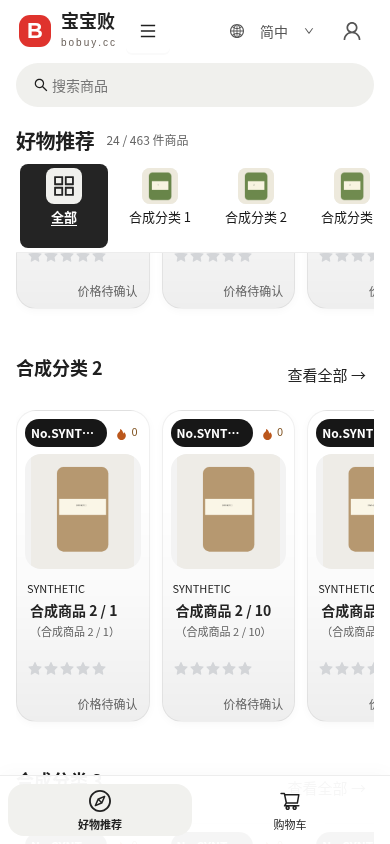 B 宝宝败
bobuy.cc
简中
搜索商品
好物推荐 24 / 463 件商品
全部 合成分类 1 合成分类 2 合成分类
价格待确认 价格待确认
合成分类 2 查看全部 →
No.SYNT··· 0 No.SYNT··· 0 No.SYNT
SYNTHETIC SYNTHETIC SYNTHETIC
合成商品 2 / 1 合成商品 2 / 10 合成商品
（合成商品 2 / 1） （合成商品 2 / 10） （合成商品
价格待确认 价格待确认
查看全部 →
好物推荐 购物车